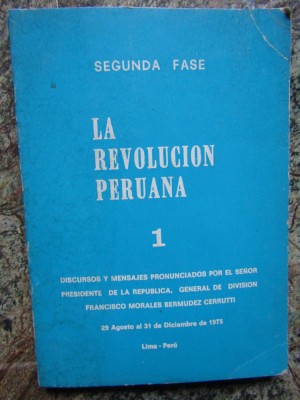 SEGUNDA FASE
LA
REVOLUCION
PERUANA
1
DISCURSOS Y MENSAJES PRONUNCIADOS POR EL SEÑOR
PRESIDENTE DE LA REPUBLICA, GENERAL DE DIVISION
FRANCISCO MORALES BERMUDEZ CERRUTTI
29 Agosto al 31 de Diciembre de 1975
Lima - Perú